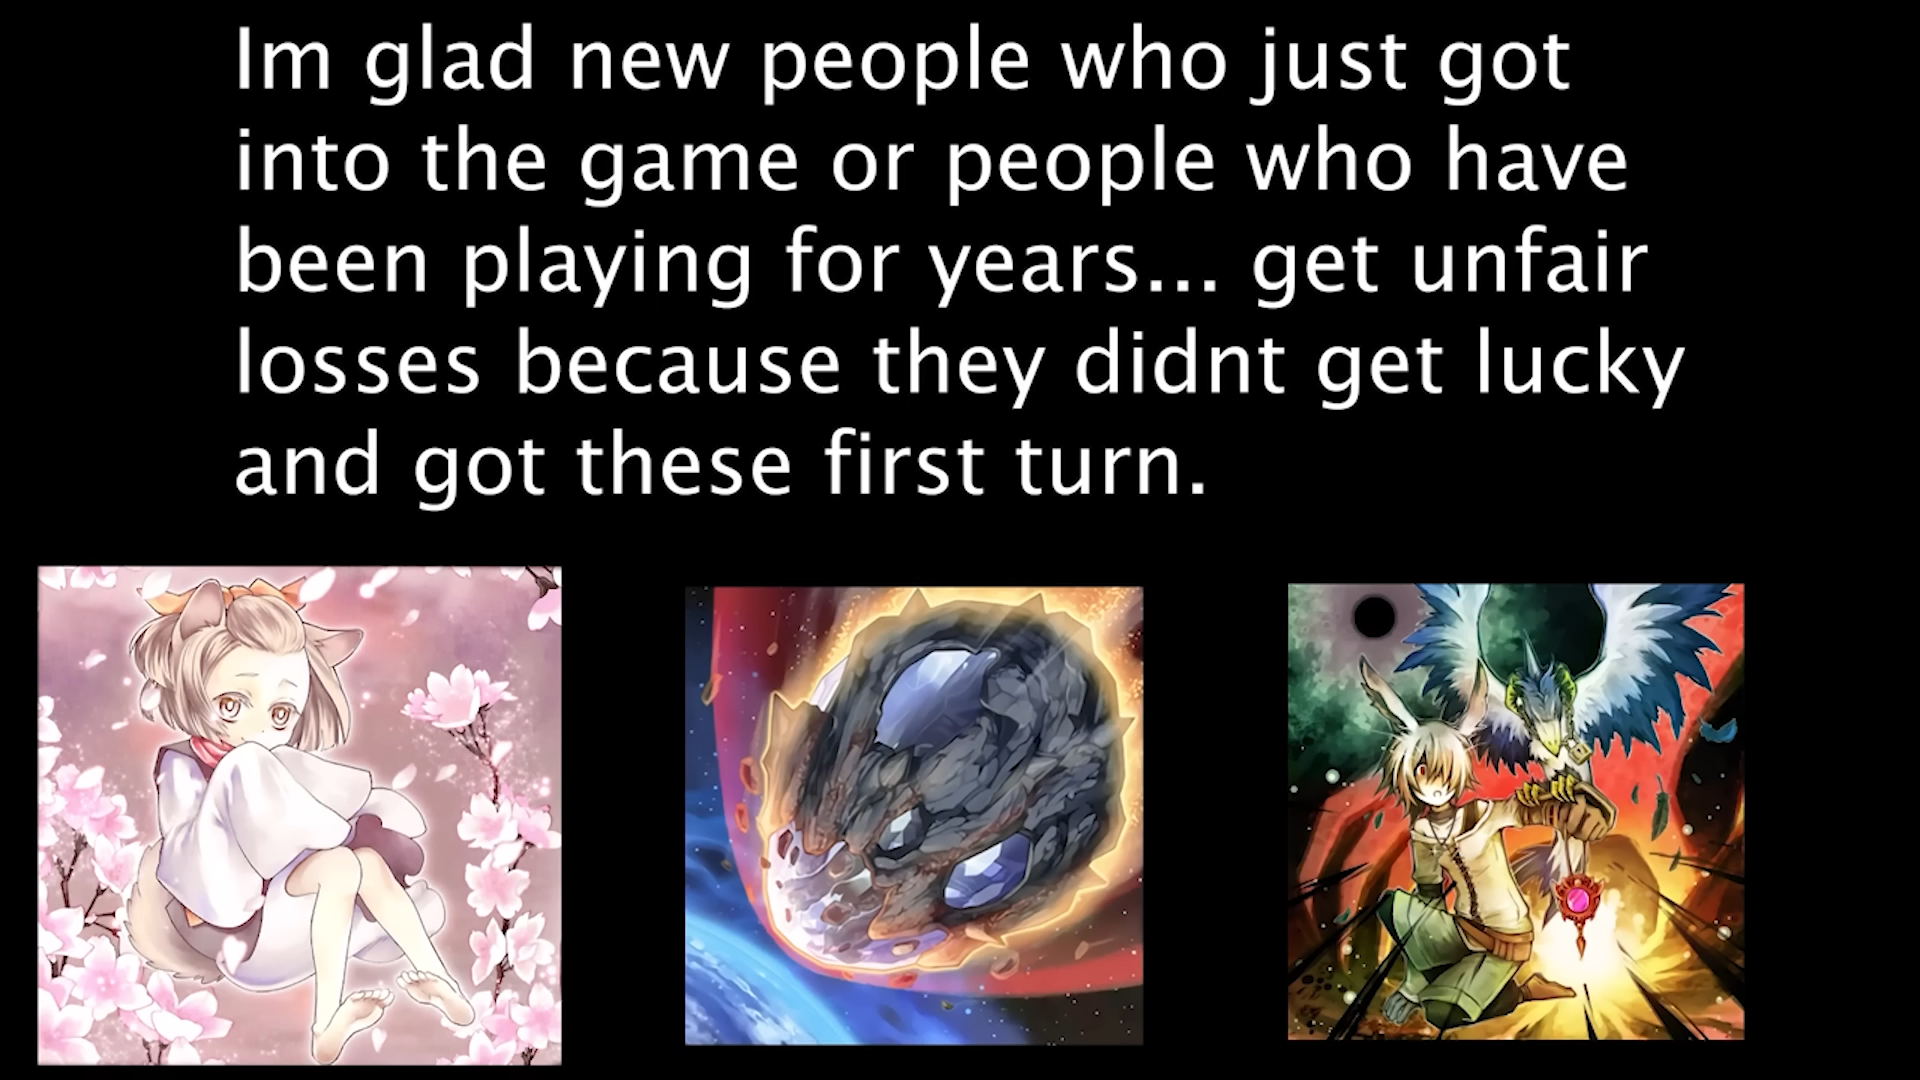 Im glad new people who just got
into the game or people who have
been playing for years... get unfair
losses because they didnt get lucky
and got these first turn.